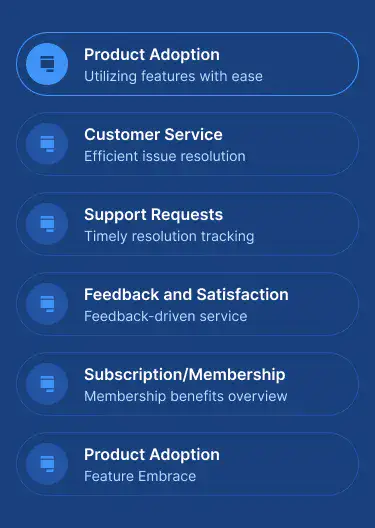 Product Adoption
Utilizing features with ease
Customer Service
Efficient issue resolution
Support Requests
Timely resolution tracking
Feedback and Satisfaction
Feedback-driven service
Subscription/Membership
Membership benefits overview
Product Adoption
Feature Embrace